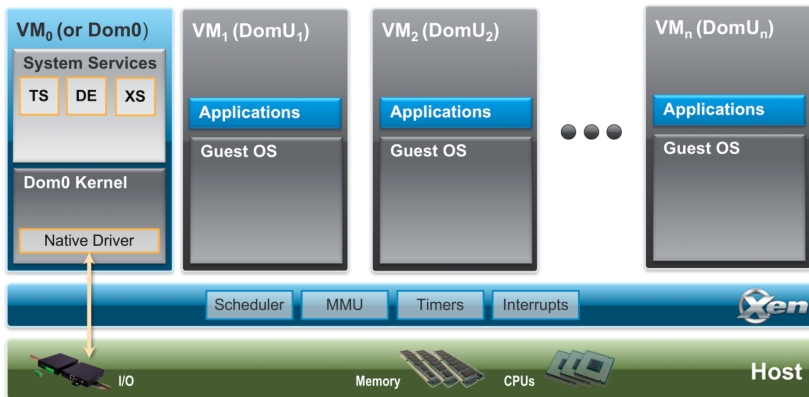 VM0 (or Dom0)
System Services
TS DE XS
Dom0 Kernel
Native Driver
VM1 (DomU1)
Applications
Guest OS
VM2 (DomU2)
Applications
Guest OS
VMn (DomUn)
Applications
Guest OS
Scheduler MMU Timers Interrupts
Xen
I/O Memory CPUs Host